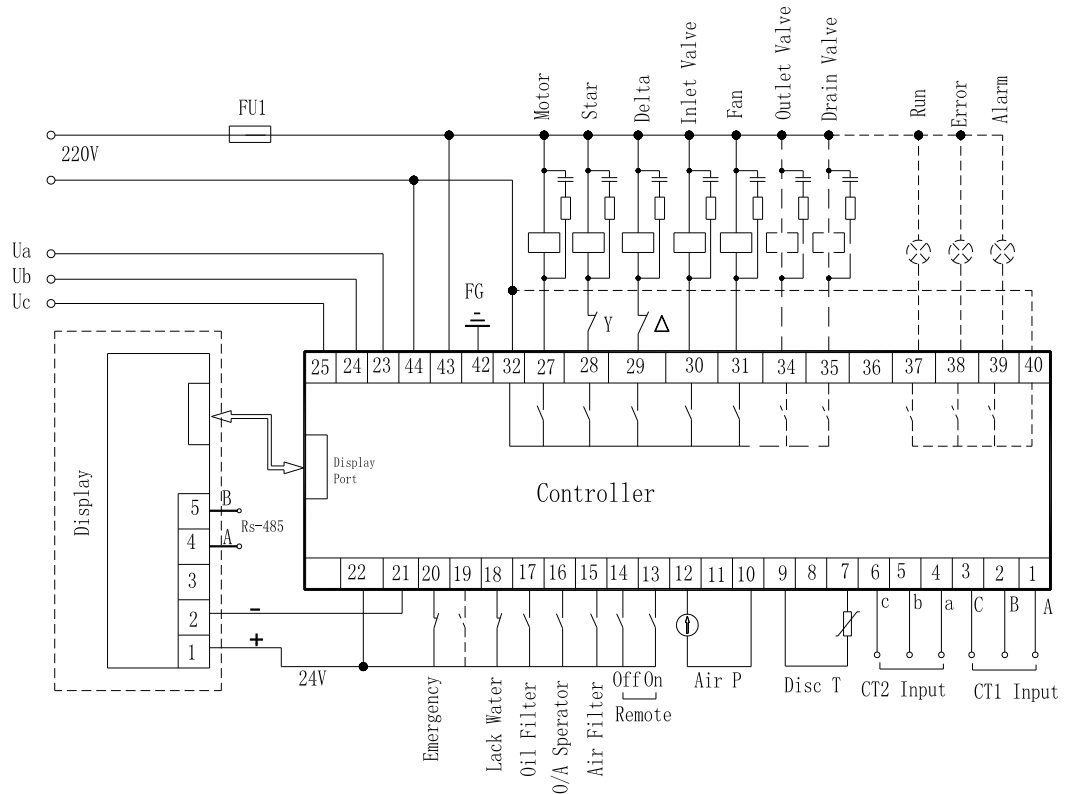 Motor
Star
Delta
Inlet Valve
Fan
Outlet Valve
Drain Valve
Run
Error
Alarm
FU1
220V
Ua
Ub
Uc
FG
Y
Δ
25 24 23 44 43 42 32 27 28 29 30 31 34 35 36 37 38 39 40
Display
Port
Controller
Display
5 B
Rs-485
4 A
3
2 -
1 +
24V
22 21 20 19 18 17 16 15 14 13 12 11 10 9 8 7 6 5 4 3 2 1
c b a C B A
Emergency
Lack Water
Oil Filter
O/A Sperator
Air Filter
Off On
Remote
Air P
Disc T
CT2 Input
CT1 Input